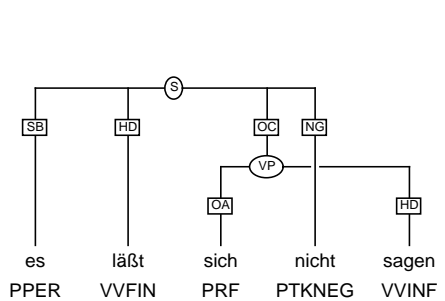 S
SB HD OC NG
VP
OA HD
es läßt sich nicht sagen
PPER VVFIN PRF PTKNEG VVINF